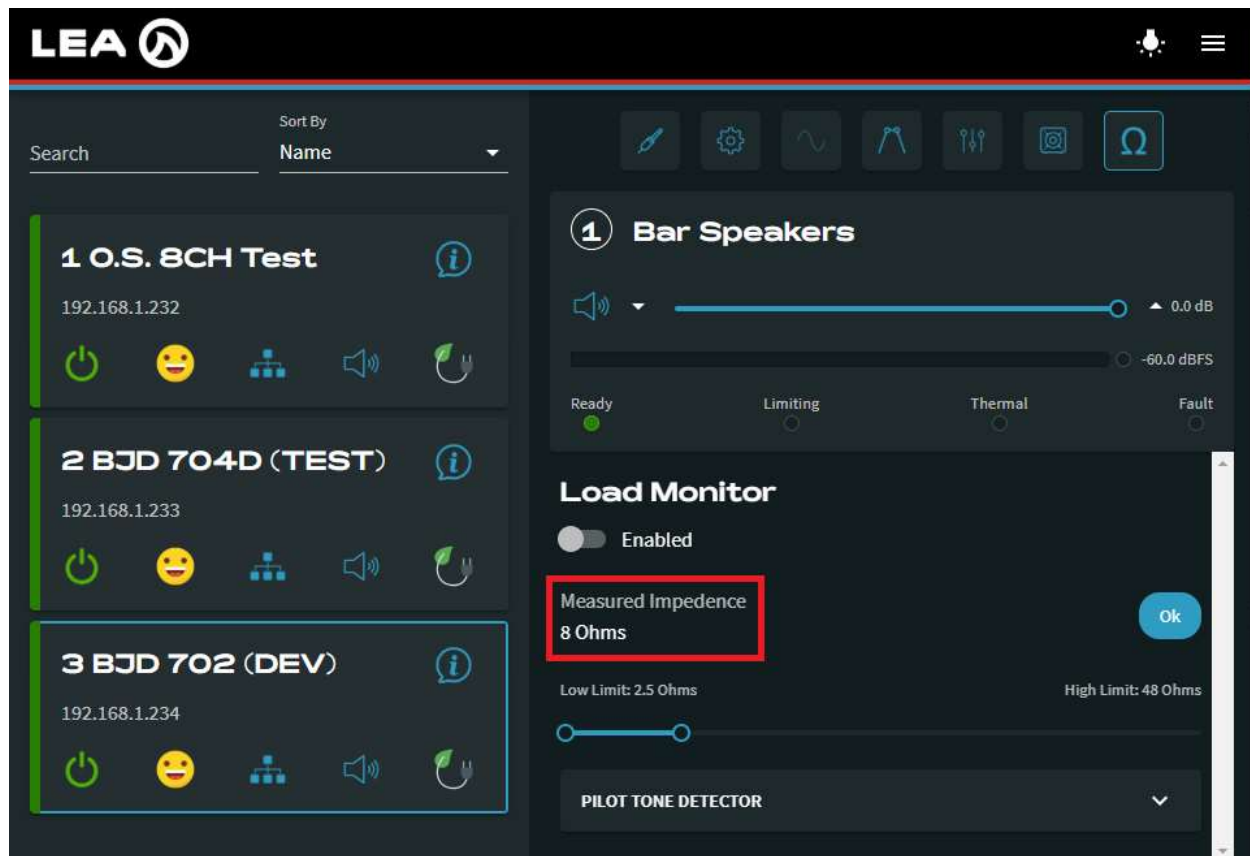 LEA
Search
Sort By
Name
1 O.S. 8CH Test
192.168.1.232
2 BJD 704D (TEST)
192.168.1.233
3 BJD 702 (DEV)
192.168.1.234
Ω
1 Bar Speakers
0.0 dB
-60.0 dBFS
Ready Limiting Thermal Fault
Load Monitor
Enabled
Measured Impedence
8 Ohms
Ok
Low Limit: 2.5 Ohms High Limit: 48 Ohms
PILOT TONE DETECTOR